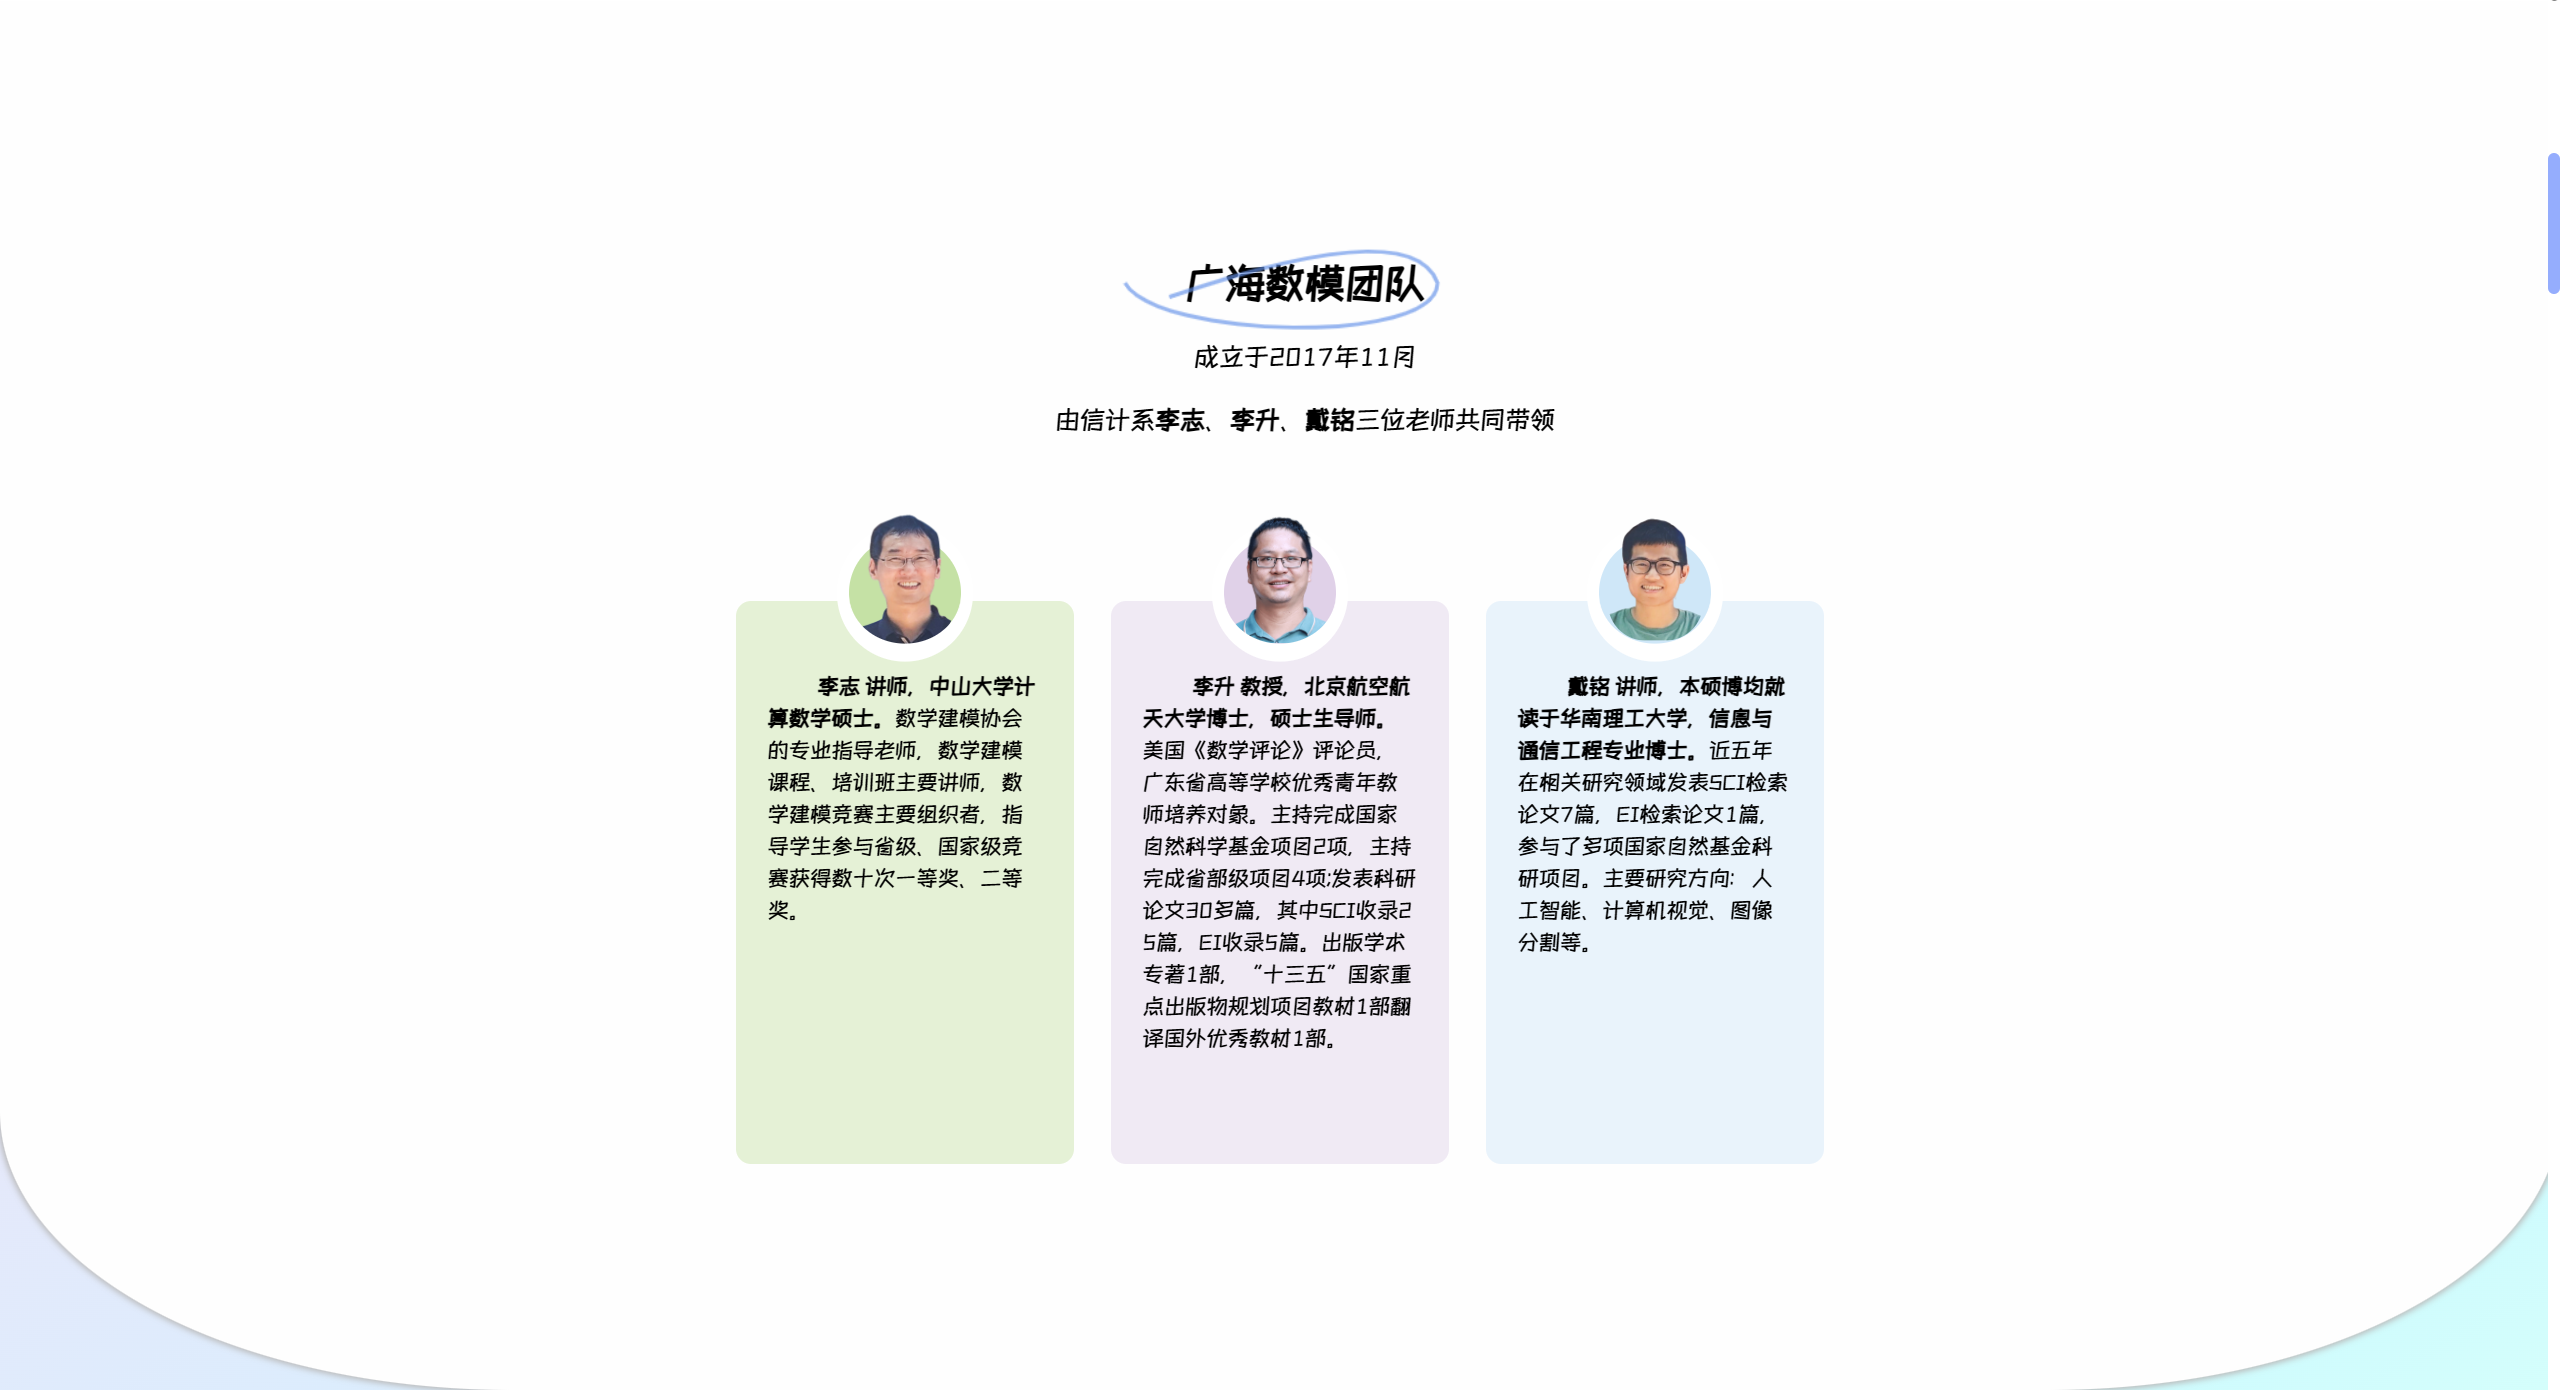 广海数模团队
成立于2017年11月
由信计系李志、李升、戴铭三位老师共同带领
李志 讲师，中山大学计
算数学硕士。数学建模协会
的专业指导老师，数学建模
课程、培训班主要讲师，数
学建模竞赛主要组织者，指
导学生参与省级、国家级竞
赛获得数十次一等奖、二等
奖。
李升 教授，北京航空航
天大学博士，硕士生导师。
美国《数学评论》评论员，
广东省高等学校优秀青年教
师培养对象。主持完成国家
自然科学基金项目2项，主持
完成省部级项目4项;发表科研
论文30多篇，其中SCI收录2
5篇，EI收录5篇。出版学术
专著1部，“十三五”国家重
点出版物规划项目教材1部翻
译国外优秀教材1部。
戴铭 讲师，本硕博均就
读于华南理工大学，信息与
通信工程专业博士。近五年
在相关研究领域发表SCI检索
论文7篇，EI检索论文1篇，
参与了多项国家自然基金科
研项目。主要研究方向：人
工智能、计算机视觉、图像
分割等。